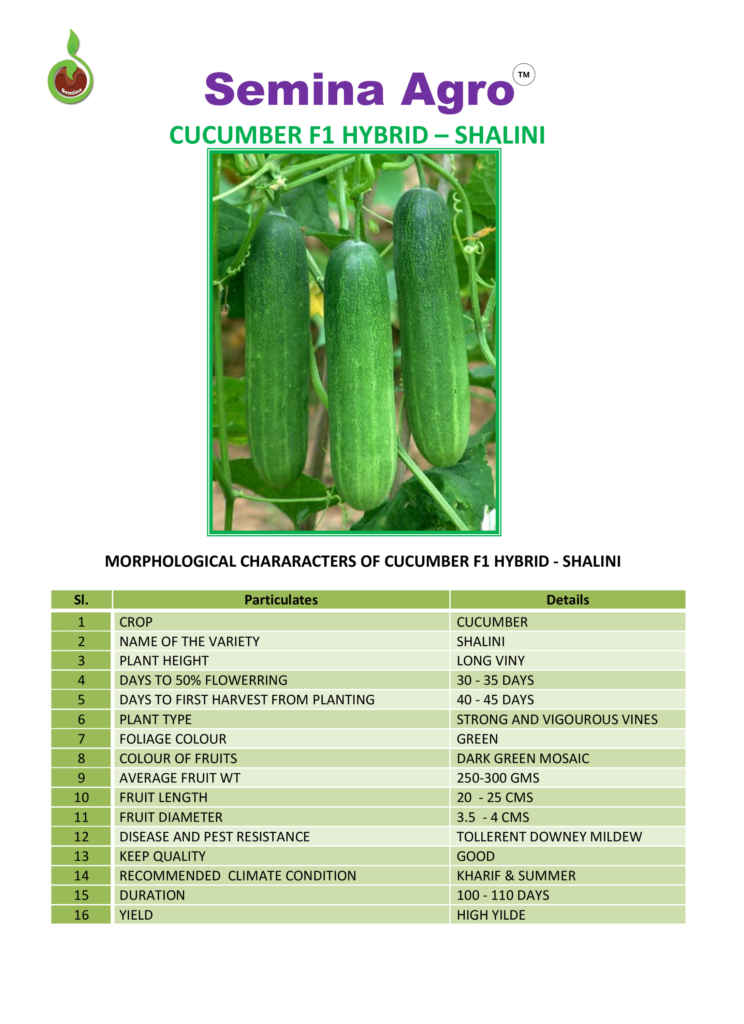 Semina
Semina Agro TM
CUCUMBER F1 HYBRID – SHALINI
MORPHOLOGICAL CHARARACTERS OF CUCUMBER F1 HYBRID - SHALINI
Sl. Particulates Details
1 CROP CUCUMBER
2 NAME OF THE VARIETY SHALINI
3 PLANT HEIGHT LONG VINY
4 DAYS TO 50% FLOWERRING 30 - 35 DAYS
5 DAYS TO FIRST HARVEST FROM PLANTING 40 - 45 DAYS
6 PLANT TYPE STRONG AND VIGOUROUS VINES
7 FOLIAGE COLOUR GREEN
8 COLOUR OF FRUITS DARK GREEN MOSAIC
9 AVERAGE FRUIT WT 250-300 GMS
10 FRUIT LENGTH 20 - 25 CMS
11 FRUIT DIAMETER 3.5 - 4 CMS
12 DISEASE AND PEST RESISTANCE TOLLERENT DOWNEY MILDEW
13 KEEP QUALITY GOOD
14 RECOMMENDED CLIMATE CONDITION KHARIF & SUMMER
15 DURATION 100 - 110 DAYS
16 YIELD HIGH YILDE